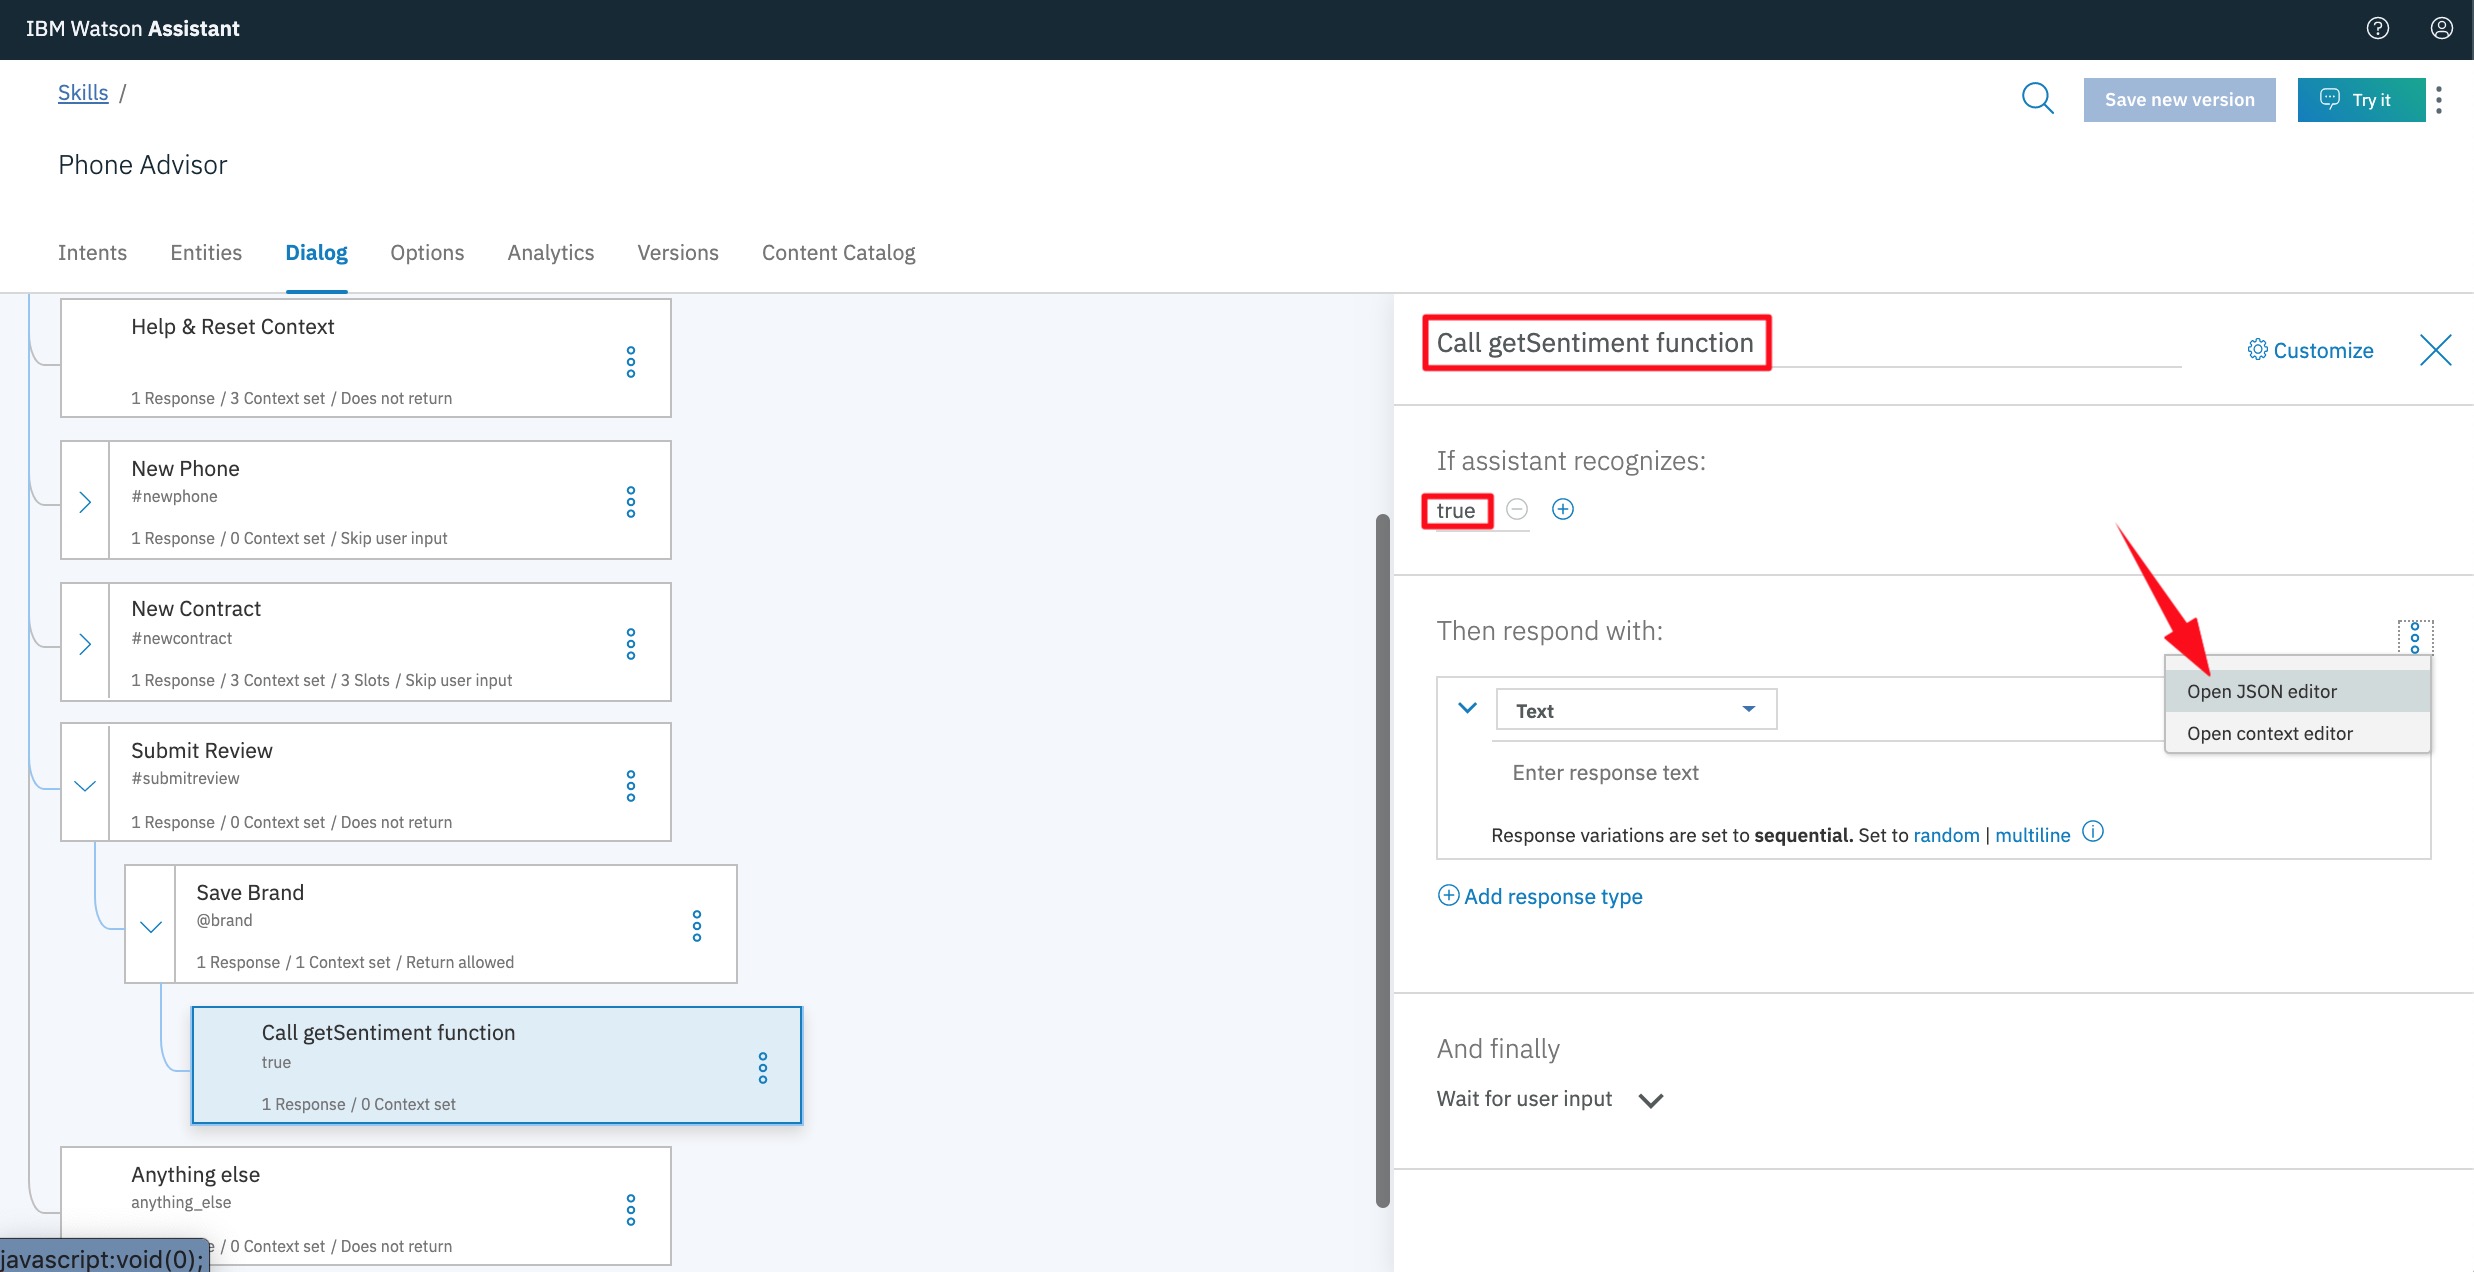 IBM Watson Assistant
Skills /
Save new version
Try it
Phone Advisor
Intents
Entities
Dialog
Options
Analytics
Versions
Content Catalog
Help & Reset Context
1 Response / 3 Context set / Does not return
New Phone
#newphone
1 Response / 0 Context set / Skip user input
New Contract
#newcontract
1 Response / 3 Context set / 3 Slots / Skip user input
Submit Review
#submitreview
1 Response / 0 Context set / Does not return
Save Brand
@brand
1 Response / 1 Context set / Return allowed
Call getSentiment function
true
1 Response / 0 Context set
Anything else
anything_else
e / 0 Context set / Does not return
javascript:void(0);
Call getSentiment function
Customize
If assistant recognizes:
true
Then respond with:
Open JSON editor
Open context editor
Text
Enter response text
Response variations are set to sequential. Set to random | multiline
Add response type
And finally
Wait for user input